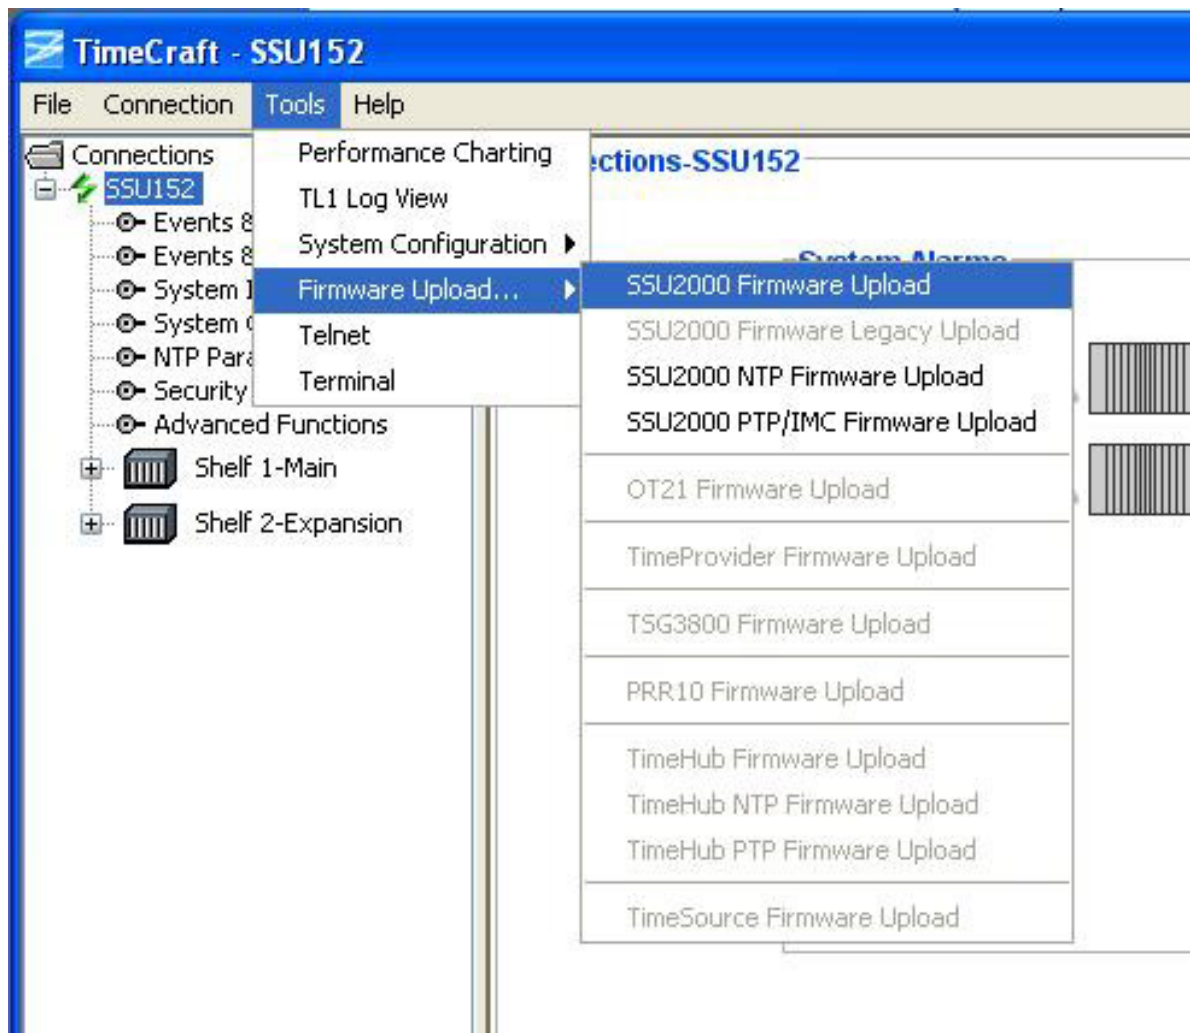 TimeCraft - SSU152
File Connection Tools Help
Connections
SSU152
Events
Events
System
System
NTP
Security
Advanced Functions
Shelf 1-Main
Shelf 2-Expansion
Performance Charting
TL1 Log View
System Configuration
Firmware Upload...
Telnet
Terminal
ections-SSU152
System Alarms
SSU2000 Firmware Upload
SSU2000 Firmware Legacy Upload
SSU2000 NTP Firmware Upload
SSU2000 PTP/IMC Firmware Upload
OT21 Firmware Upload
TimeProvider Firmware Upload
TSG3800 Firmware Upload
PRR10 Firmware Upload
TimeHub Firmware Upload
TimeHub NTP Firmware Upload
TimeHub PTP Firmware Upload
TimeSource Firmware Upload